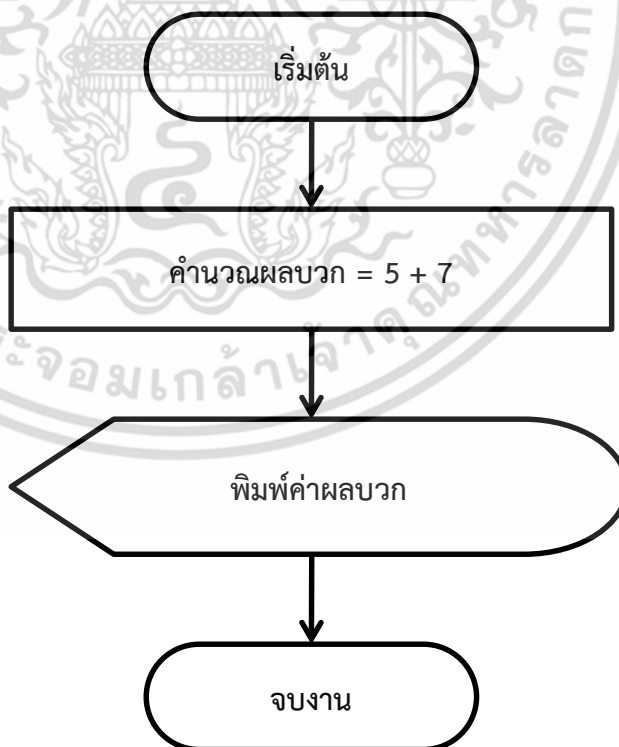 เริ่มต้น
คำนวณผลบวก = 5 + 7
พิมพ์ค่าผลบวก
จบงาน